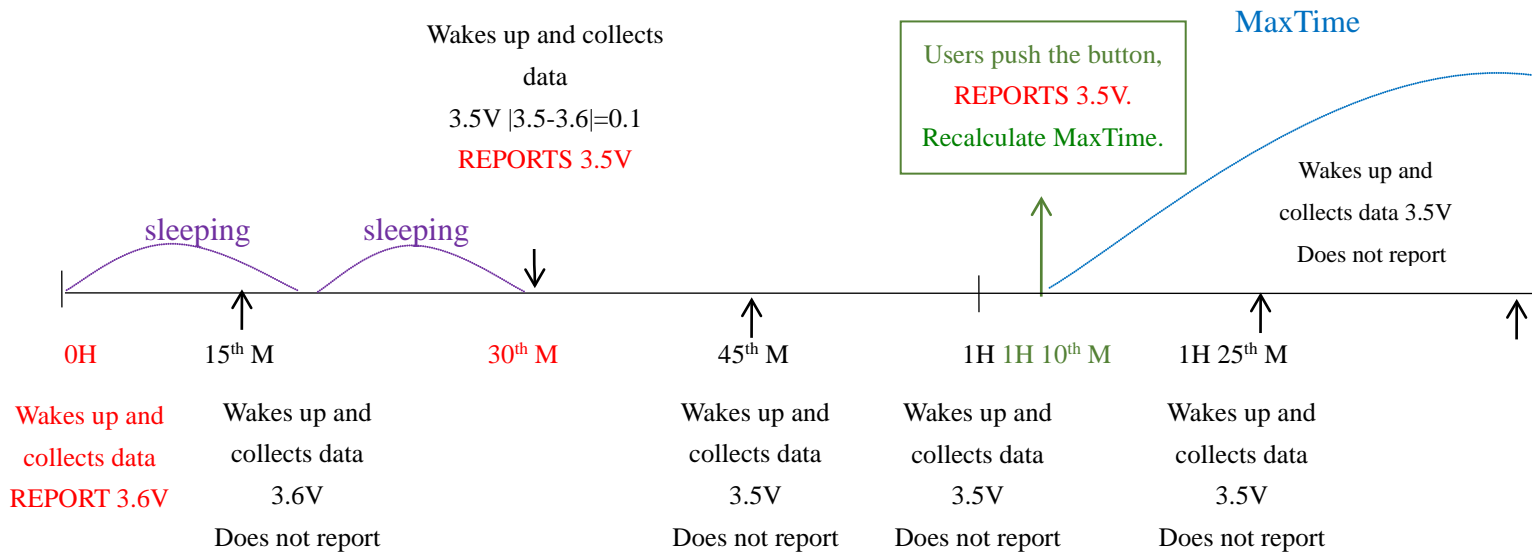 MaxTime
Wakes up and collects
data
3.5V |3.5-3.6|=0.1
REPORTS 3.5V
Users push the button,
REPORTS 3.5V.
Recalculate MaxTime.
Wakes up and
collects data 3.5V
Does not report
sleeping
sleeping
0H
15th M
30th M
45th M
1H
1H 10th M
1H 25th M
Wakes up and
collects data
REPORT 3.6V
Wakes up and
collects data
3.6V
Does not report
Wakes up and
collects data
3.5V
Does not report
Wakes up and
collects data
3.5V
Does not report
Wakes up and
collects data
3.5V
Does not report